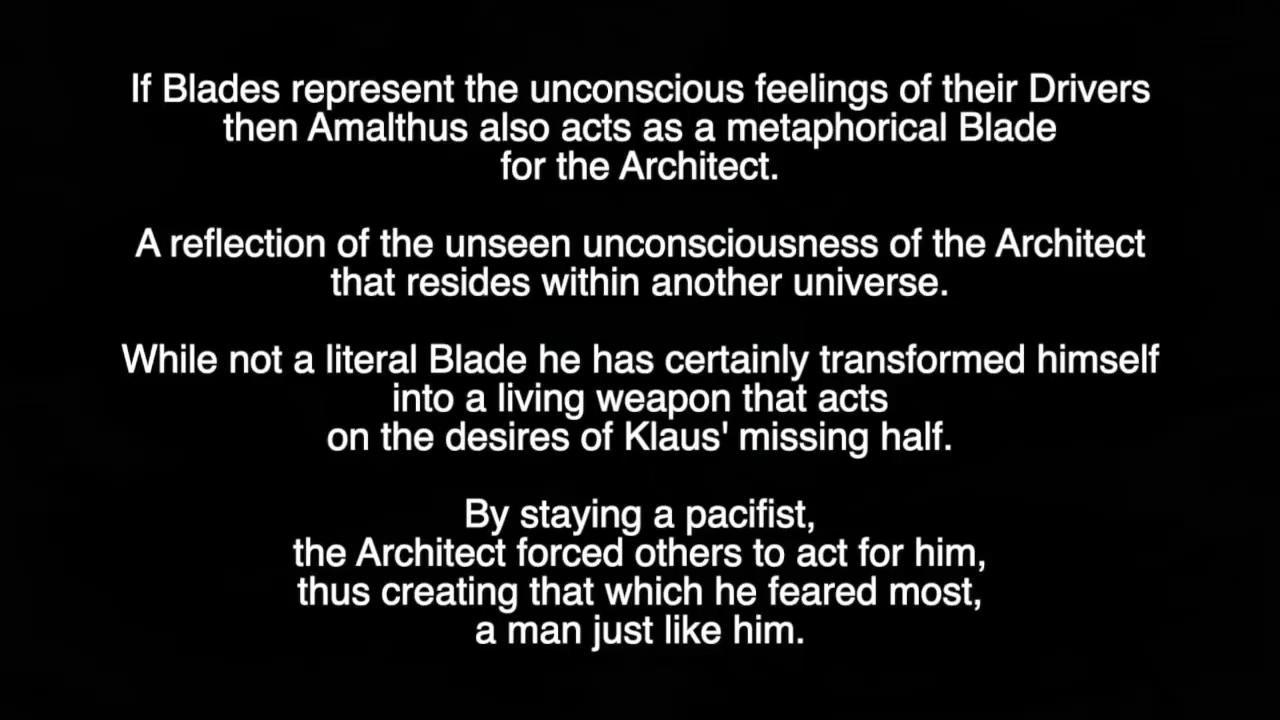 If Blades represent the unconscious feelings of their Drivers
then Amalthus also acts as a metaphorical Blade
for the Architect.
A reflection of the unseen unconsciousness of the Architect
that resides within another universe.
While not a literal Blade he has certainly transformed himself
into a living weapon that acts
on the desires of Klaus' missing half.
By staying a pacifist,
the Architect forced others to act for him,
thus creating that which he feared most,
a man just like him.